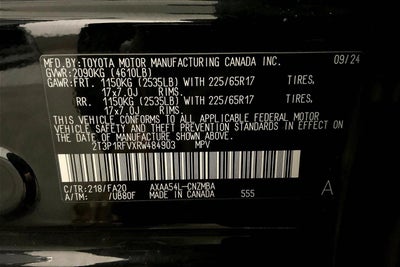 MFD.BY:TOYOTA MOTOR MANUFACTURING CANADA INC. 09/24
GVWR:2090KG (4610LB)
GAWR:FRT. 1150KG (2535LB) WITH 225/65R17 TIRES,
17x7.0J RIMS.
RR. 1150KG (2535LB) WITH 225/65R17 TIRES,
17x7.0J RIMS.
THIS VEHICLE CONFORMS TO ALL APPLICABLE FEDERAL MOTOR
VEHICLE SAFETY AND THEFT PREVENTION STANDARDS IN EFFECT ON
THE DATE OF MANUFACTURE SHOWN ABOVE.
2T3P1RFVXRW484903 MPV
C/TR:218/FA20 AXAA54L-CNZMBA
A/TM: /UB80F MADE IN CANADA 555 A